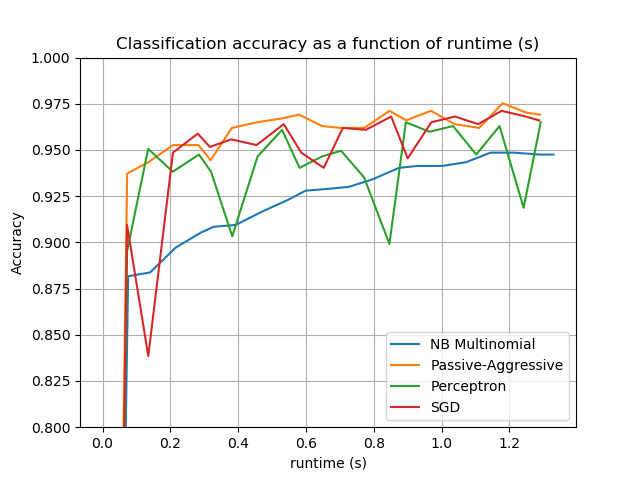 Classification accuracy as a function of runtime (s)
1.000
0.975
0.950
0.925
0.900
0.875
0.850
0.825
0.800
Accuracy
NB Multinomial
Passive-Aggressive
Perceptron
SGD
0.0 0.2 0.4 0.6 0.8 1.0 1.2
runtime (s)